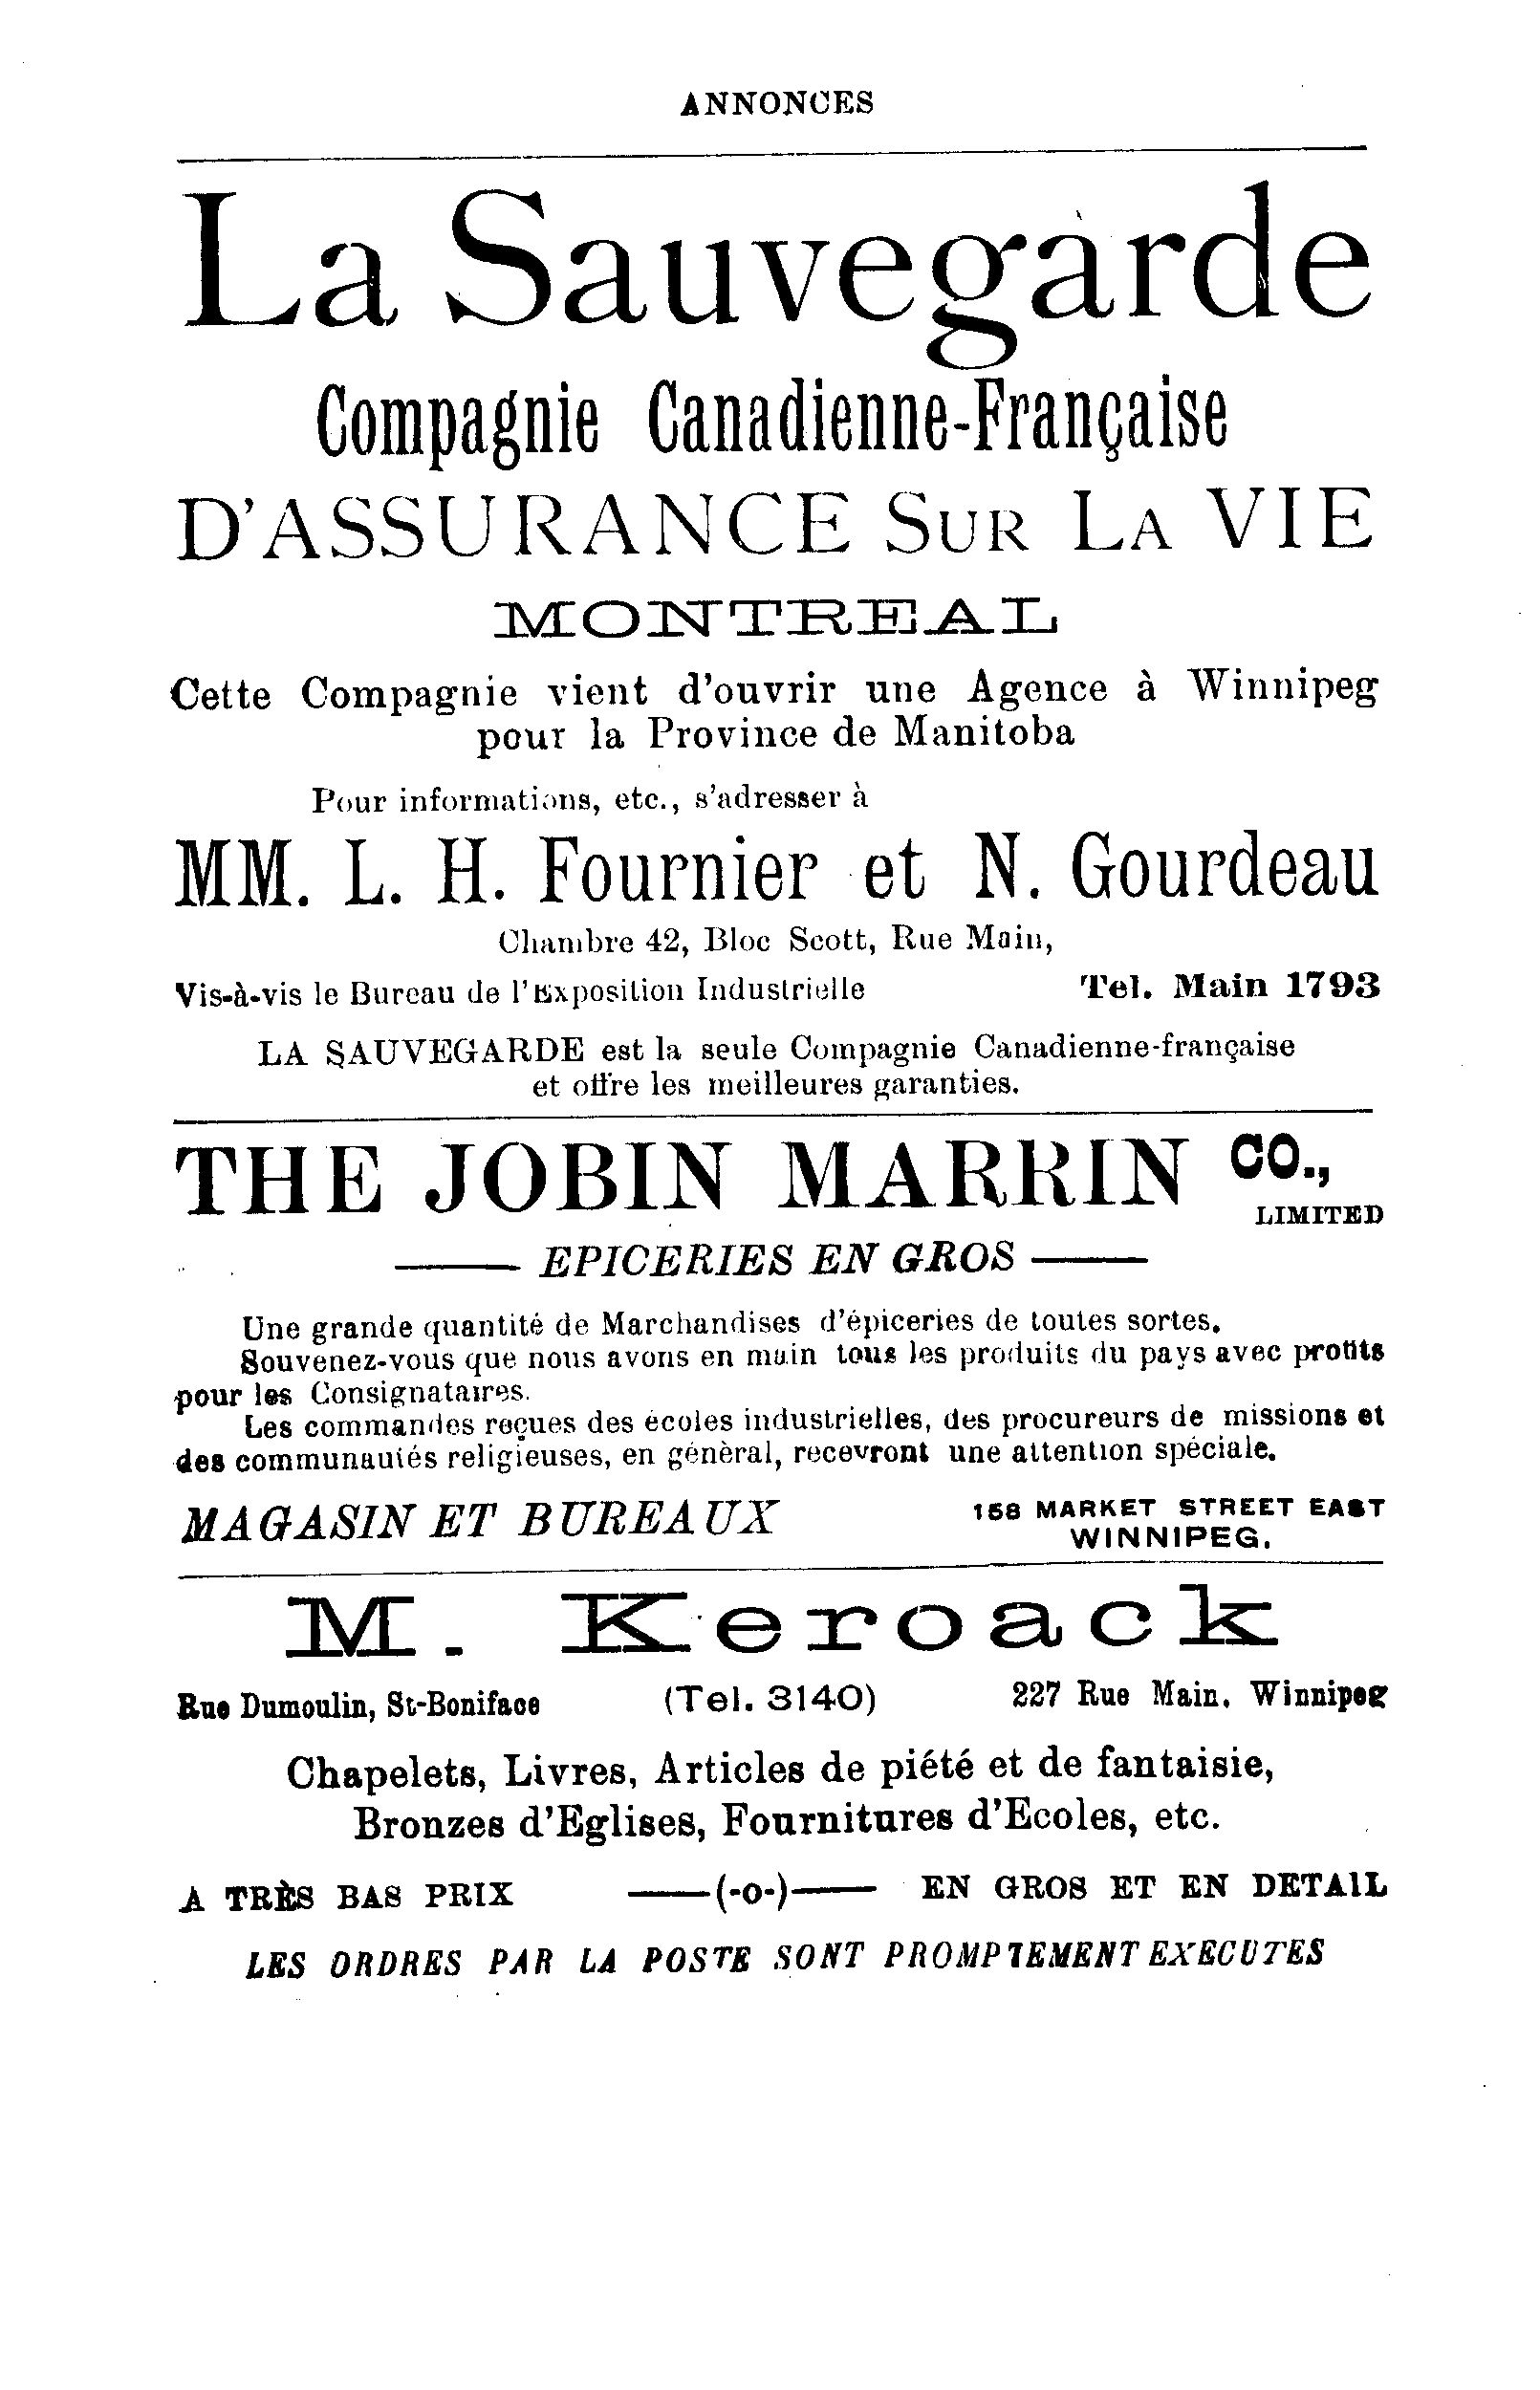 ANNONCES
La Sauvegarde
Compagnie Canadienne-Française
D'ASSURANCE SUR LA VIE
MONTREAL
Cette Compagnie vient d'ouvrir une Agence à Winnipeg
pour la Province de Manitoba
Pour informations, etc., s'adresser à
MM. L. H. Fournier et N. Gourdeau
Chambre 42, Bloc Scott, Rue Main,
Vis-à-vis le Bureau de l'Exposition Industrielle Tel. Main 1793
LA SAUVEGARDE est la seule Compagnie Canadienne-française
et offre les meilleures garanties.
THE JOBIN MARRIN CO.,
LIMITED
EPICERIES EN GROS
Une grande quantité de Marchandises d'épiceries de toutes sortes.
Souvenez-vous que nous avons en main tous les produits du pays avec profits
pour les Consignataires.
Les commandes reçues des écoles industrielles, des procureurs de missions et
des communautés religieuses, en génèral, recevront une attention spéciale.
MAGASIN ET BUREAUX 158 MARKET STREET EAST
WINNIPEG.
M. Keroack
Rue Dumoulin, St-Boniface (Tel. 3140) 227 Rue Main. Winnipeg
Chapelets, Livres, Articles de piété et de fantaisie,
Bronzes d'Eglises, Fournitures d'Ecoles, etc.
A TRÈS BAS PRIX —(-o-)— EN GROS ET EN DETAIL
LES ORDRES PAR LA POSTE SONT PROMPTEMENT EXECUTES